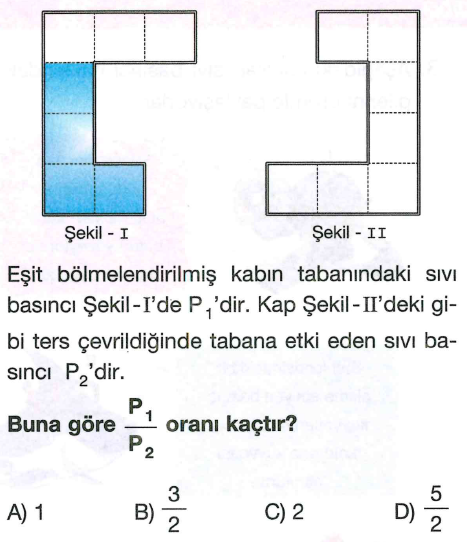 Şekil - I
Şekil - II
Eşit bölmelendirilmiş kabın tabanındaki sıvı
basıncı Şekil-I'de P₁'dir. Kap Şekil-II'deki gi-
bi ters çevrildiğinde tabana etki eden sıvı ba-
sıncı P₂'dir.
Buna göre P₁/P₂ oranı kaçtır?
A) 1 B) 3/2 C) 2 D) 5/2